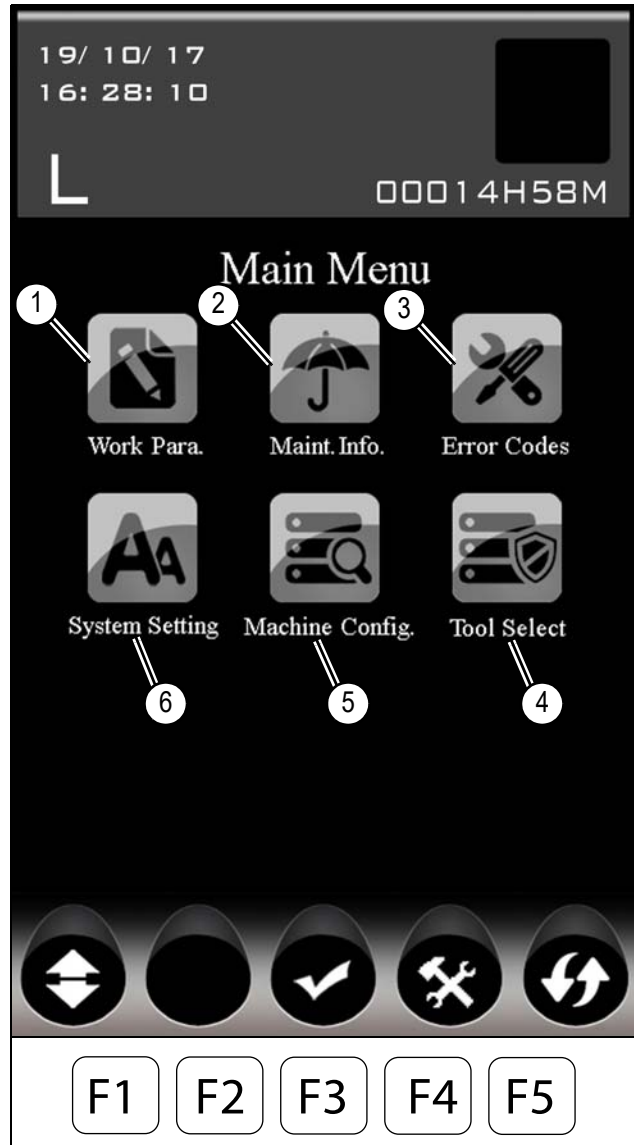 19/ 10/ 17
16: 28: 10
L
00014H58M
Main Menu
1 2 3
Work Para. Maint. Info. Error Codes
System Setting Machine Config. Tool Select
6 5 4
F1 F2 F3 F4 F5